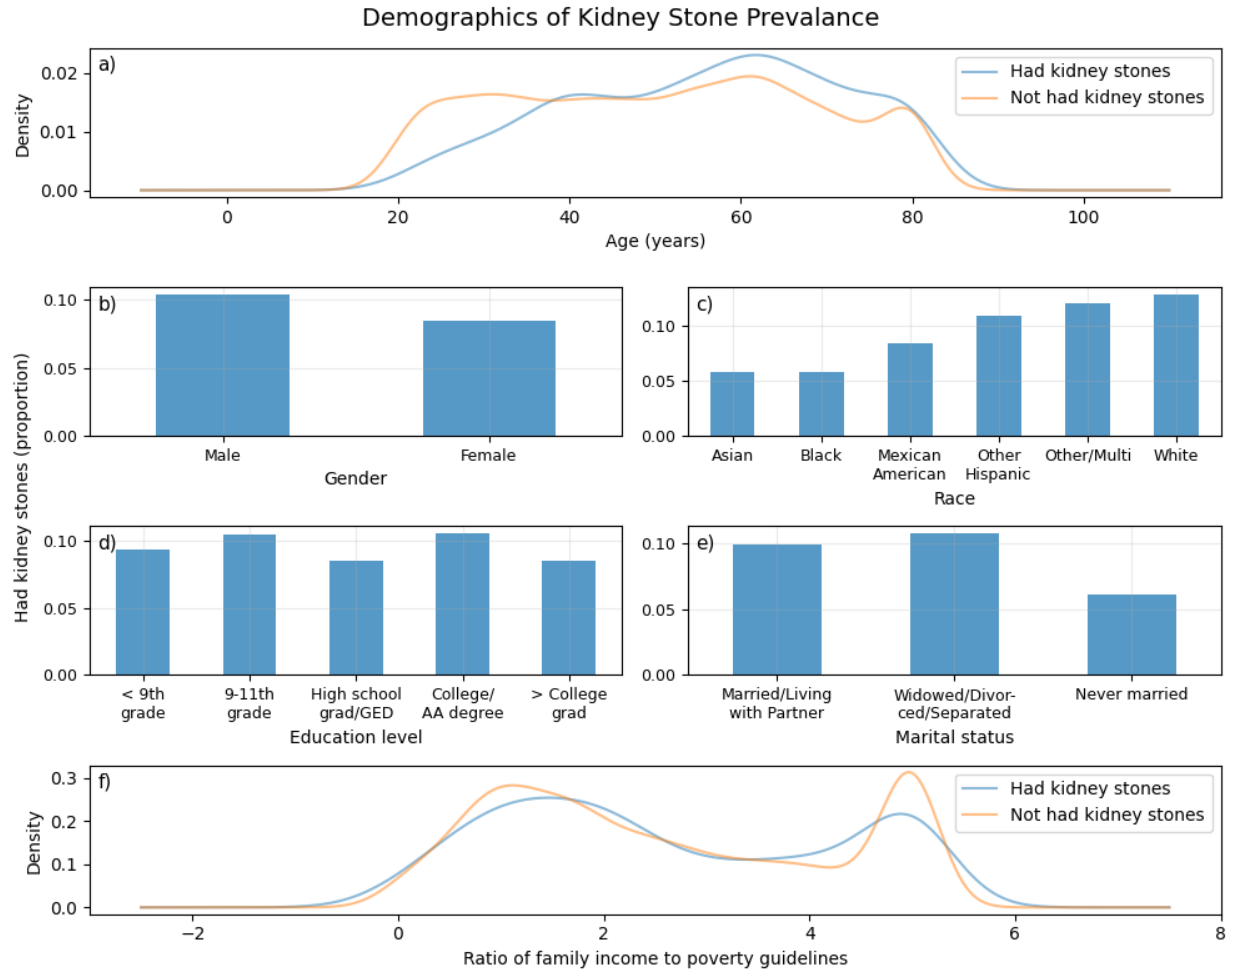 Demographics of Kidney Stone Prevalance
a)
Had kidney stones
Not had kidney stones
Density
0.02
0.01
0.00
0
20
40
60
80
100
Age (years)
Had kidney stones (proportion)
b)
0.10
0.05
0.00
Male
Female
Gender
c)
0.10
0.05
0.00
Asian
Black
Mexican
American
Other
Hispanic
Other/Multi
White
Race
d)
0.10
0.05
0.00
< 9th
grade
9-11th
grade
High school
grad/GED
College/
AA degree
> College
grad
Education level
e)
0.10
0.05
0.00
Married/Living
with Partner
Widowed/Divor-
ced/Separated
Never married
Marital status
f)
Had kidney stones
Not had kidney stones
Density
0.3
0.2
0.1
0.0
−2
0
2
4
6
8
Ratio of family income to poverty guidelines